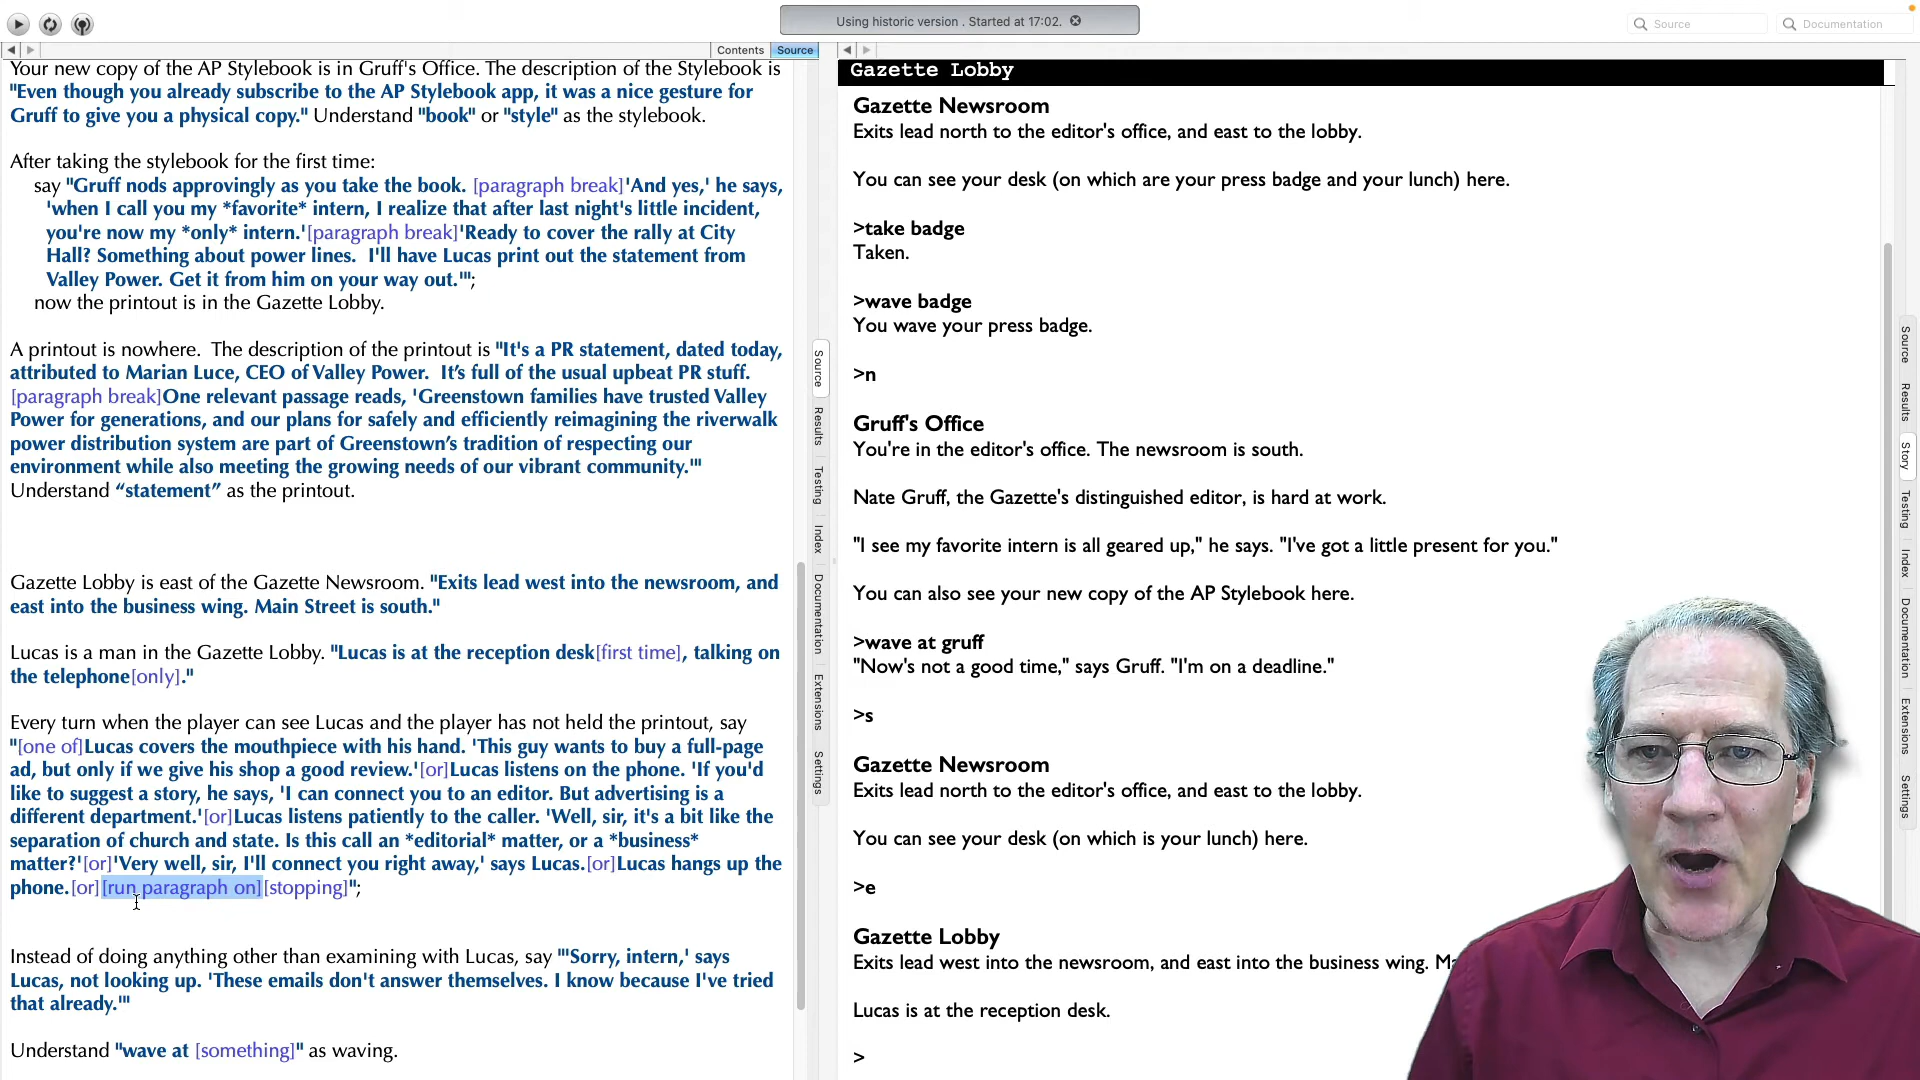 Using historic version . Started at 17:02.
Source
Documentation
Contents
Source
Your new copy of the AP Stylebook is in Gruff's Office. The description of the Stylebook is
"Even though you already subscribe to the AP Stylebook app, it was a nice gesture for
Gruff to give you a physical copy." Understand "book" or "style" as the stylebook.
After taking the stylebook for the first time:
say "Gruff nods approvingly as you take the book. [paragraph break]'And yes,' he says,
'when I call you my *favorite* intern, I realize that after last night's little incident,
you're now my *only* intern.'[paragraph break]'Ready to cover the rally at City
Hall? Something about power lines.  I'll have Lucas print out the statement from
Valley Power. Get it from him on your way out.'";
now the printout is in the Gazette Lobby.
A printout is nowhere.  The description of the printout is "It's a PR statement, dated today,
attributed to Marian Luce, CEO of Valley Power.  It’s full of the usual upbeat PR stuff.
[paragraph break]One relevant passage reads, 'Greenstown families have trusted Valley
Power for generations, and our plans for safely and efficiently reimagining the riverwalk
power distribution system are part of Greenstown’s tradition of respecting our
environment while also meeting the growing needs of our vibrant community.'"
Understand “statement” as the printout.
Gazette Lobby is east of the Gazette Newsroom. "Exits lead west into the newsroom, and
east into the business wing. Main Street is south."
Lucas is a man in the Gazette Lobby. "Lucas is at the reception desk[first time], talking on
the telephone[only]."
Every turn when the player can see Lucas and the player has not held the printout, say
"[one of]Lucas covers the mouthpiece with his hand. 'This guy wants to buy a full-page
ad, but only if we give his shop a good review.'[or]Lucas listens on the phone. 'If you'd
like to suggest a story, he says, 'I can connect you to an editor. But advertising is a
different department.'[or]Lucas listens patiently to the caller. 'Well, sir, it's a bit like the
separation of church and state. Is this call an *editorial* matter, or a *business*
matter?'[or]'Very well, sir, I'll connect you right away,' says Lucas.[or]Lucas hangs up the
phone.[or][run paragraph on][stopping]";
Instead of doing anything other than examining with Lucas, say "'Sorry, intern,' says
Lucas, not looking up. 'These emails don't answer themselves. I know because I've tried
that already.'"
Understand "wave at [something]" as waving.
Source
Results
Testing
Index
Documentation
Extensions
Settings
Gazette Lobby
Gazette Newsroom
Exits lead north to the editor's office, and east to the lobby.
You can see your desk (on which are your press badge and your lunch) here.
>take badge
Taken.
>wave badge
You wave your press badge.
>n
Gruff's Office
You're in the editor's office. The newsroom is south.
Nate Gruff, the Gazette's distinguished editor, is hard at work.
"I see my favorite intern is all geared up," he says. "I've got a little present for you."
You can also see your new copy of the AP Stylebook here.
>wave at gruff
"Now's not a good time," says Gruff. "I'm on a deadline."
>s
Gazette Newsroom
Exits lead north to the editor's office, and east to the lobby.
You can see your desk (on which is your lunch) here.
>e
Gazette Lobby
Exits lead west into the newsroom, and east into the business wing.
Lucas is at the reception desk.
>
Source
Results
Story
Testing
Index
Documentation
Extensions
Settings